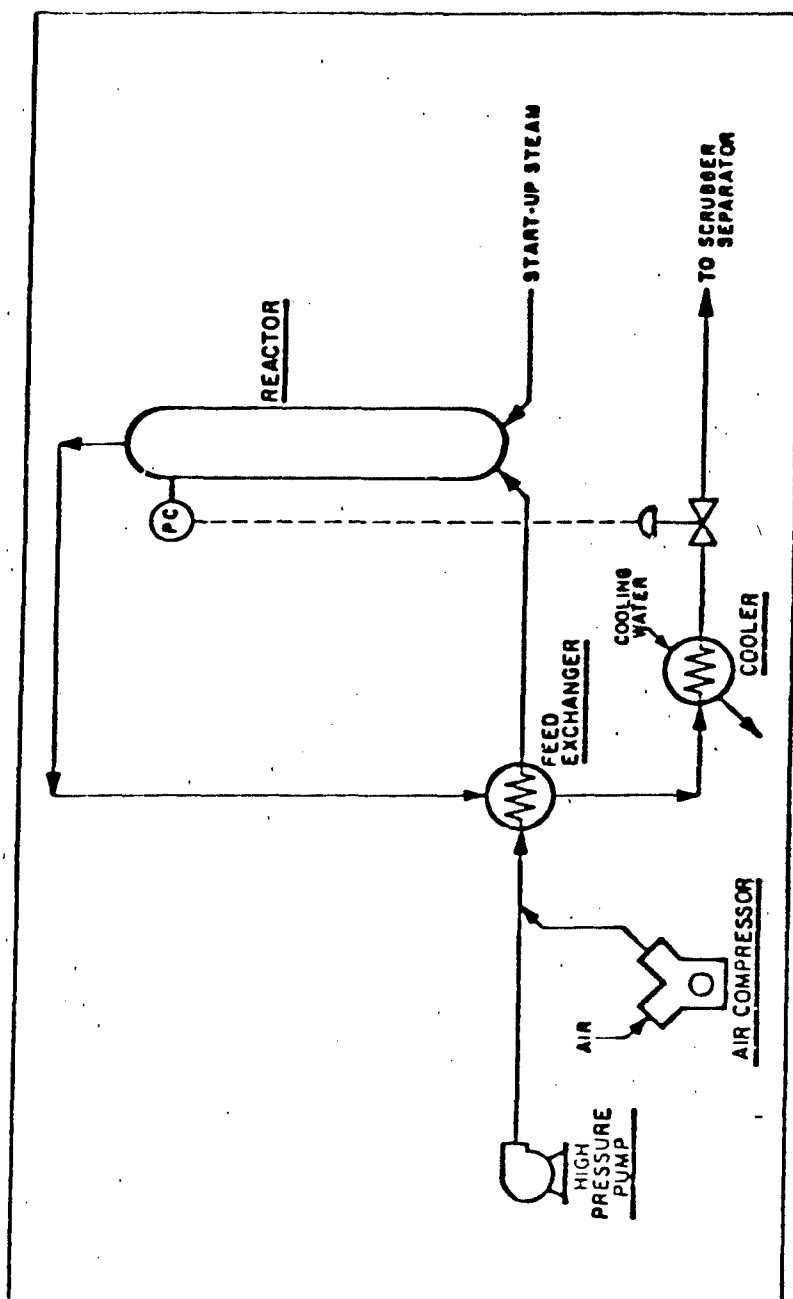 REACTOR
START-UP STEAM
PC
TO SCRUBBER
SEPARATOR
COOLING
WATER
FEED
EXCHANGER
COOLER
AIR
AIR COMPRESSOR
HIGH
PRESSURE
PUMP